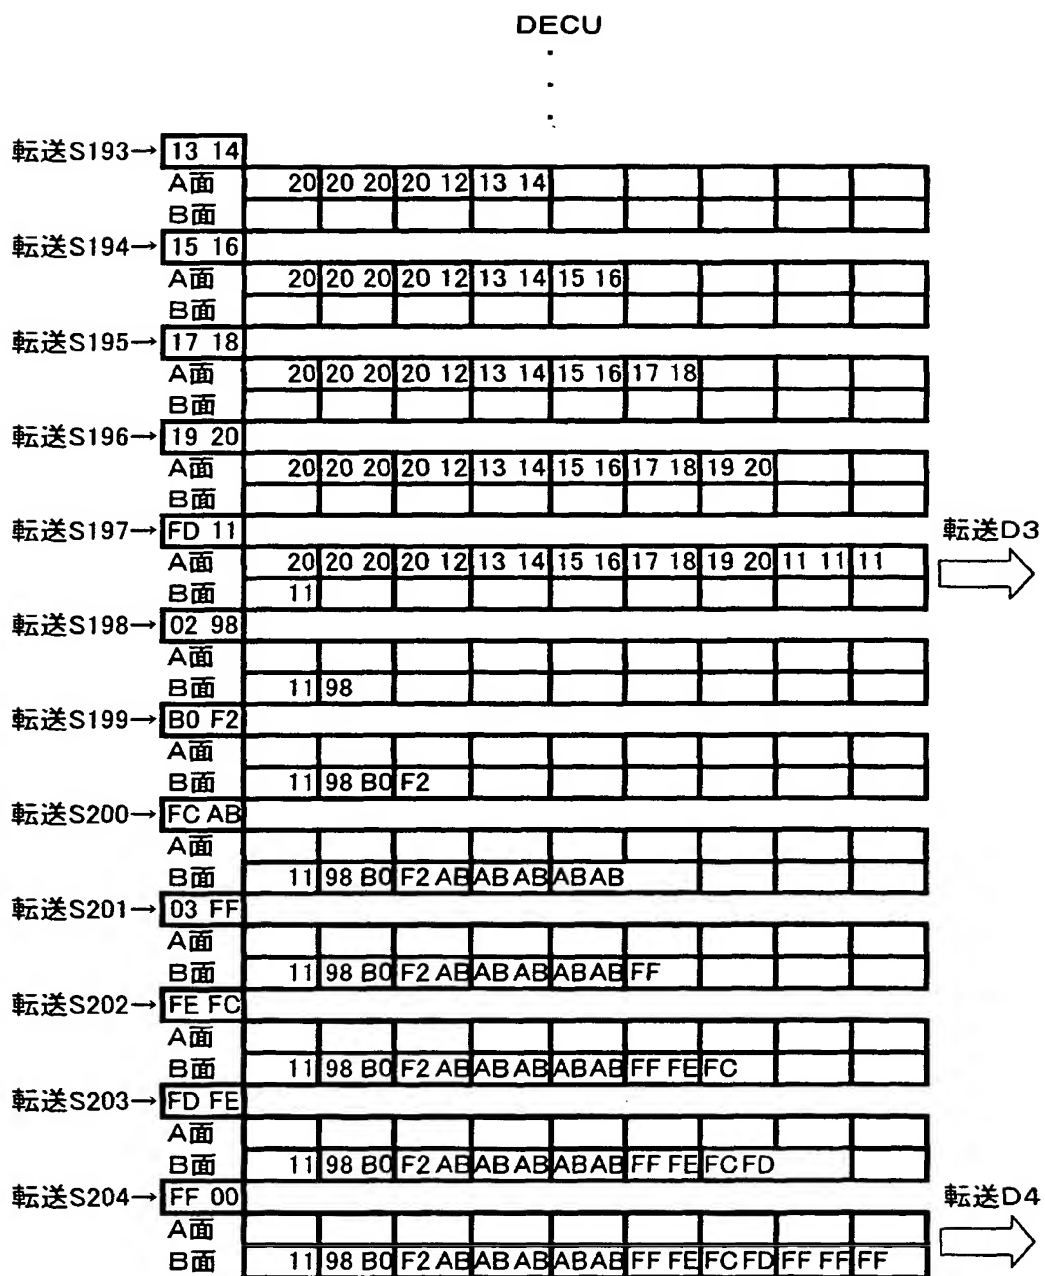 DECU
転送S193→ 13 14
A面 20 20 20 20 12 13 14
B面
転送S194→ 15 16
A面 20 20 20 20 12 13 14 15 16
B面
転送S195→ 17 18
A面 20 20 20 20 12 13 14 15 16 17 18
B面
転送S196→ 19 20
A面 20 20 20 20 12 13 14 15 16 17 18 19 20
B面
転送S197→ FD 11 転送D3
A面 20 20 20 20 12 13 14 15 16 17 18 19 20 11 11 11
B面 11
転送S198→ 02 98
A面
B面 11 98
転送S199→ B0 F2
A面
B面 11 98 B0 F2
転送S200→ FC AB
A面
B面 11 98 B0 F2 AB AB AB AB AB
転送S201→ 03 FF
A面
B面 11 98 B0 F2 AB AB AB AB AB FF
転送S202→ FE FC
A面
B面 11 98 B0 F2 AB AB AB AB AB FF FE FC
転送S203→ FD FE
A面
B面 11 98 B0 F2 AB AB AB AB AB FF FE FC FD
転送S204→ FF 00 転送D4
A面
B面 11 98 B0 F2 AB AB AB AB AB FF FE FC FD FF FF FF